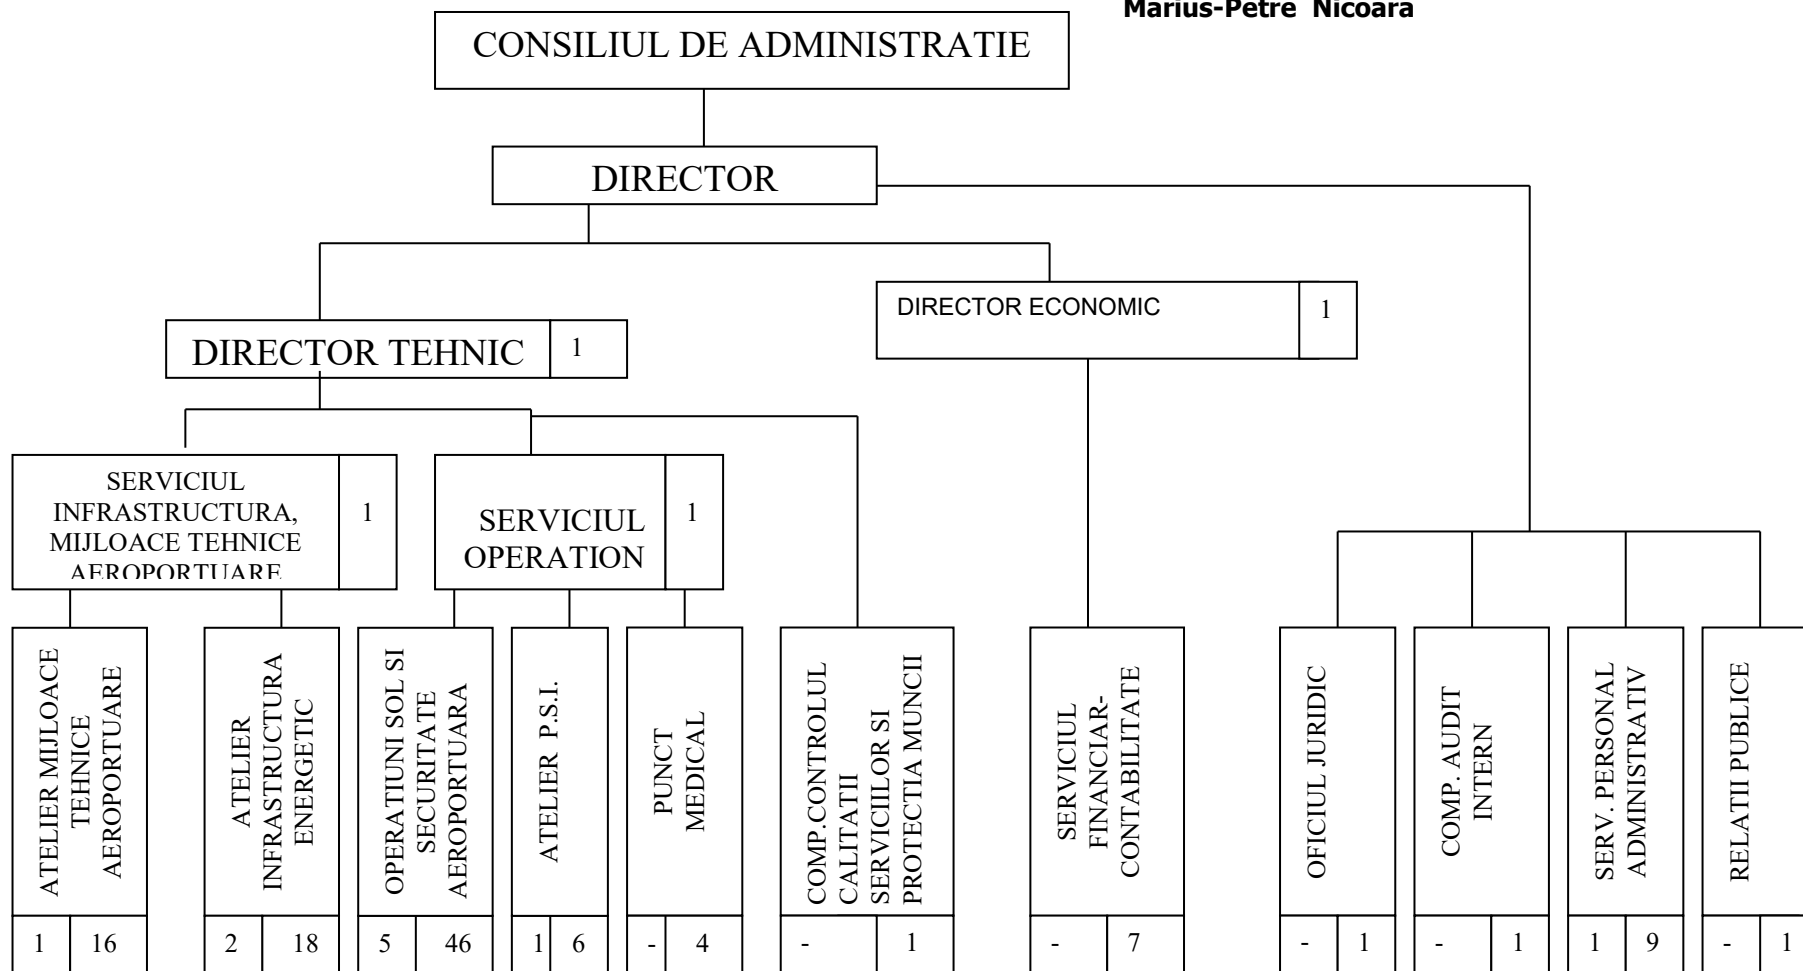 Marius-Petre Nicoara
CONSILIUL DE ADMINISTRATIE
DIRECTOR
DIRECTOR ECONOMIC
1
DIRECTOR TEHNIC
1
SERVICIUL
INFRASTRUCTURA,
MIJLOACE TEHNICE
AEROPORTUARE
1
SERVICIUL
OPERATION
1
ATELIER MIJLOACE
TEHNICE
AEROPORTUARE
ATELIER
INFRASTRUCTURA
ENERGETIC
OPERATIUNI SOL SI
SECURITATE
AEROPORTUARA
ATELIER P.S.I.
PUNCT
MEDICAL
COMP.CONTROLUL
CALITATII
SERVICIILOR SI
PROTECTIA MUNCII
SERVICIUL
FINANCIAR-
CONTABILITATE
OFICIUL JURIDIC
COMP. AUDIT
INTERN
SERV. PERSONAL
ADMINISTRATIV
RELATII PUBLICE
1 16 2 18 5 46 1 6 - 4 - 1 - 7 - 1 - 1 1 9 - 1